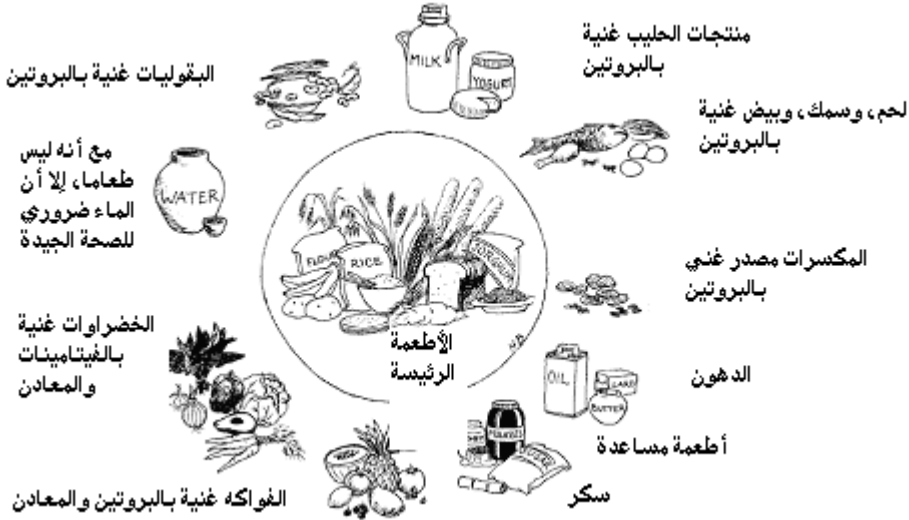 منتجات الحليب غنية
بالبروتين
MILK
YOGURT
البقوليات غنية بالبروتين
لحم، وسمك، وبيض غنية
بالبروتين
مع أنه ليس
طعاما، إلا أن
الماء ضروري
للصحة الجيدة
WATER
FLOUR
RICE
SORGHUM
المكسرات مصدر غني
بالبروتين
الأطعمة
الرئيسة
الخضراوات غنية
بالفيتامينات
والمعادن
OIL
LARD
BUTTER
الدهون
أطعمة مساعدة
سكر
الفواكه غنية بالبروتين والمعادن